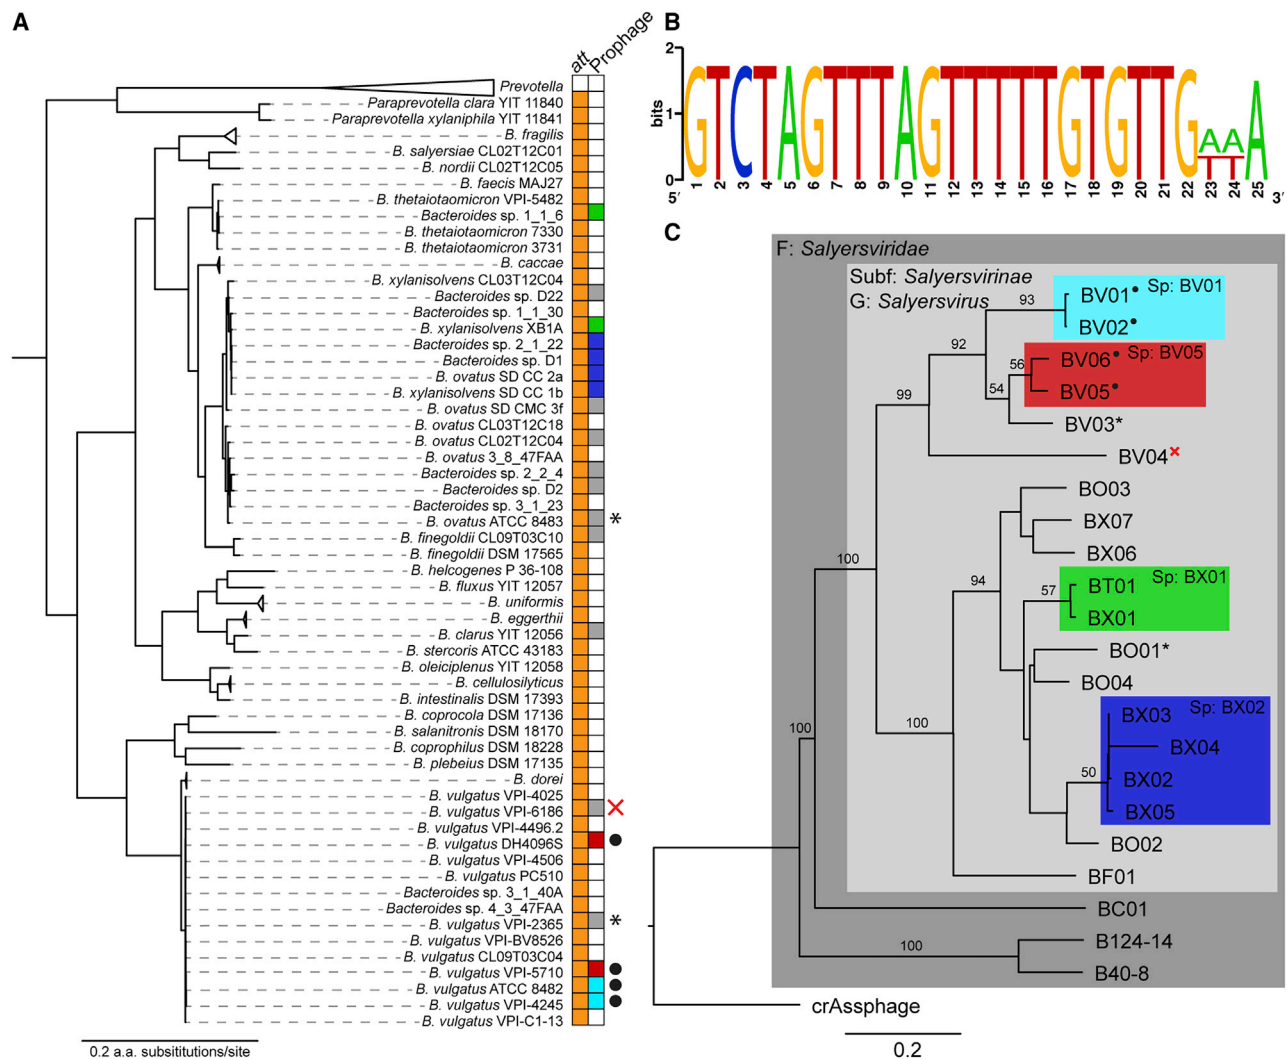 A
att
Prophage
Prevotella
Paraprevotella clara YIT 11840
Paraprevotella xylaniphila YIT 11841
B. fragilis
B. salyersiae CL02T12C01
B. nordii CL02T12C05
B. faecis MAJ27
B. thetaiotaomicron VPI-5482
Bacteroides sp. 1_1_6
B. thetaiotaomicron 7330
B. thetaiotaomicron 3731
B. caccae
B. xylanisolvens CL03T12C04
Bacteroides sp. D22
Bacteroides sp. 1_1_30
B. xylanisolvens XB1A
Bacteroides sp. 2_1_22
Bacteroides sp. D1
B. ovatus SD CC 2a
B. xylanisolvens SD CC 1b
B. ovatus SD CMC 3f
B. ovatus CL03T12C18
B. ovatus CL02T12C04
B. ovatus 3_8_47FAA
Bacteroides sp. 2_2_4
Bacteroides sp. D2
Bacteroides sp. 3_1_23
B. ovatus ATCC 8483 *
B. finegoldii CL09T03C10
B. finegoldii DSM 17565
B. helcogenes P 36-108
B. fluxus YIT 12057
B. uniformis
B. eggerthii
B. clarus YIT 12056
B. stercoris ATCC 43183
B. oleiciplenus YIT 12058
B. cellulosilyticus
B. intestinalis DSM 17393
B. coprocola DSM 17136
B. salanitronis DSM 18170
B. coprophilus DSM 18228
B. plebeius DSM 17135
B. dorei
B. vulgatus VPI-4025
B. vulgatus VPI-6186
B. vulgatus VPI-4496.2
B. vulgatus DH4096S
B. vulgatus VPI-4506
B. vulgatus PC510
Bacteroides sp. 3_1_40A
Bacteroides sp. 4_3_47FAA
B. vulgatus VPI-2365 *
B. vulgatus VPI-BV8526
B. vulgatus CL09T03C04
B. vulgatus VPI-5710
B. vulgatus ATCC 8482
B. vulgatus VPI-4245
B. vulgatus VPI-C1-13
0.2 a.a. subsititutions/site
B
2
1
0
bits
GTCTAGTTTAGTTTTTGTGTTGAAA
TT
1 2 3 4 5 6 7 8 9 10 11 12 13 14 15 16 17 18 19 20 21 22 23 24 25
5′ 3′
C
F: Salyersviridae
Subf: Salyersvirinae
G: Salyersvirus
93
BV01• Sp: BV01
BV02•
92
56
BV06• Sp: BV05
54
BV05•
99
BV03*
BV04×
BO03
BX07
BX06
100
94
57
BT01 Sp: BX01
BX01
BO01*
BO04
BX03 Sp: BX02
100
100
BX04
50
BX02
BX05
BO02
BF01
BC01
100
B124-14
B40-8
crAssphage
0.2